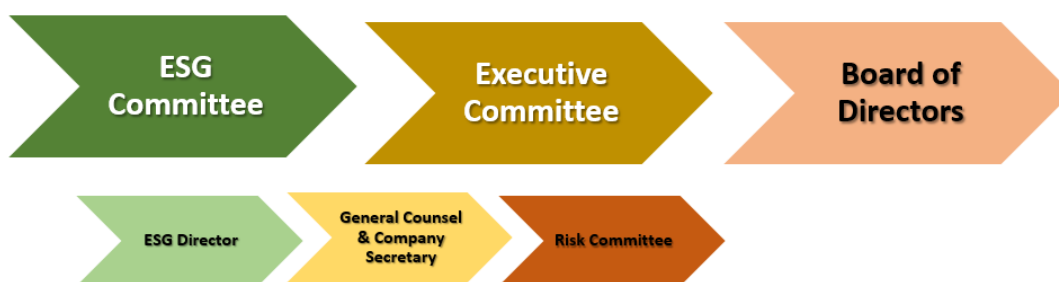 ESG
Committee
Executive
Committee
Board of
Directors
ESG Director
General Counsel
& Company
Secretary
Risk Committee